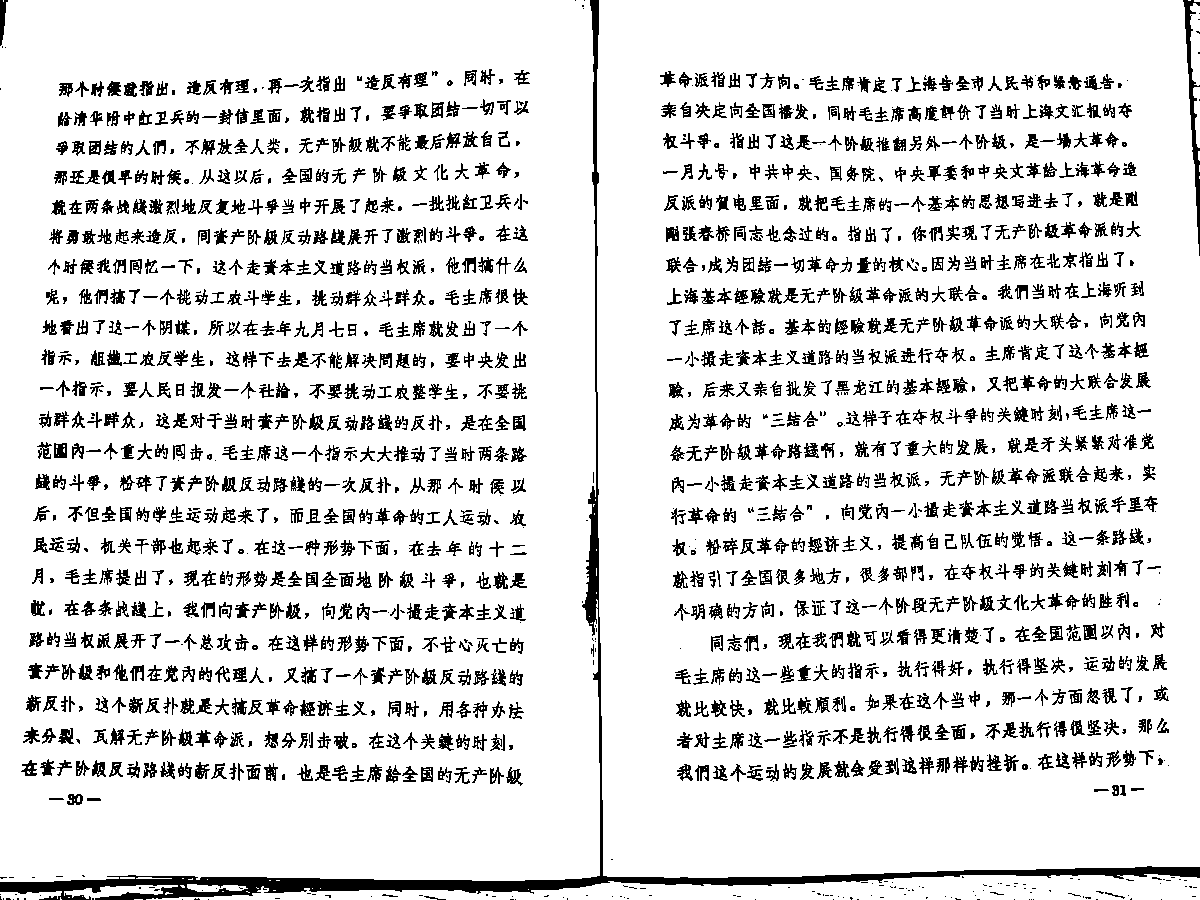 那个时候就指出，造反有理，再一次指出“造反有理”。同时，在
給清华附中红卫兵的一封信里面，就指出了，要爭取团结一切可以
爭取团结的人們，不解放全人类，无产阶級就不能最后解放自己，
那还是很早的时候。从这以后，全国的无产阶級文化大革命，
就在两条战綫激烈地反复地斗爭当中开展了起来。一批批紅卫兵小
将勇敢地起来造反，同資产阶級反动路綫展开了激烈的斗爭。在这
个时候我們回忆一下，这个走資本主义道路的当权派，他們搞什么
呢，他們搞了一个挑动工农斗学生，挑动群众斗群众。毛主席很快
地看出了这一个阴謀，所以在去年九月七日，毛主席就发出了一个
指示，組織工农反学生，这样下去是不能解决問題的，要中央发出
一个指示，要人民日报发一个社論，不要挑动工农整学生，不要挑
动群众斗群众，这是对于当时資产阶級反动路綫的反扑，是在全国
范圍內一个重大的回击。毛主席这一个指示大大推动了当时两条路
綫的斗爭，粉碎了資产阶級反动路綫的一次反扑，从那个时候以
后，不但全国的学生运动起来了，而且全国的革命的工人运动、农
民运动、机关干部也起来了。在这一种形势下面，在去年的十二
月，毛主席提出了，現在的形势是全国全面地阶級斗爭，也就是
說，在各条战綫上，我們向資产阶級，向党內一小撮走資本主义道
路的当权派展开了一个总攻击。在这样的形势下面，不甘心灭亡的
資产阶級和他們在党內的代理人，又搞了一个資产阶級反动路綫的
新反扑，这个新反扑就是大搞反革命經济主义，同时，用各种办法
来分裂、瓦解无产阶級革命派，想分別击破。在这个关鍵的时刻，
在資产阶級反动路綫的新反扑面前，也是毛主席給全国的无产阶級
—30—
革命派指出了方向。毛主席肯定了上海告全市人民书和緊急通告，
亲自决定向全国播发，同时毛主席高度評价了当时上海文汇报的夺
权斗爭。指出了这是一个阶級推翻另外一个阶級，是一場大革命。
一月九号，中共中央、国务院、中央軍委和中央文革給上海革命造
反派的賀电里面，就把毛主席的一个基本的思想写进去了，就是剛
剛張春桥同志也念过的。指出了，你們实現了无产阶級革命派的大
联合，成为团结一切革命力量的核心。因为当时主席在北京指出了，
上海基本經驗就是无产阶級革命派的大联合。我們当时在上海听到
了主席这个話。基本的經驗就是无产阶級革命派的大联合，向党內
一小撮走資本主义道路的当权派进行夺权。主席肯定了这个基本經
驗，后来又亲自批发了黑龙江的基本經驗，又把革命的大联合发展
成为革命的“三結合”。这样子在夺权斗爭的关鍵时刻，毛主席这一
条无产阶級革命路綫啊，就有了重大的发展，就是矛头緊緊对准党
內一小撮走資本主义道路的当权派，无产阶級革命派联合起来，实
行革命的“三結合”，向党內一小撮走資本主义道路当权派手里夺
权。粉碎反革命的經济主义，提高自己队伍的觉悟。这一条路綫，
就指引了全国很多地方，很多部門，在夺权斗爭的关鍵时刻有了一
个明确的方向，保証了这一个阶段无产阶級文化大革命的胜利。
同志們，現在我們就可以看得更清楚了。在全国范圍以內，对
毛主席的这一些重大的指示，执行得好，执行得坚决，运动的发展
就比較快，就比較順利。如果在这个当中，那一个方面忽視了，或
者对主席这一些指示不是执行得很全面，不是执行得很坚决，那么
我們这个运动的发展就会受到这样那样的挫折。在这样的形势下，
—31—